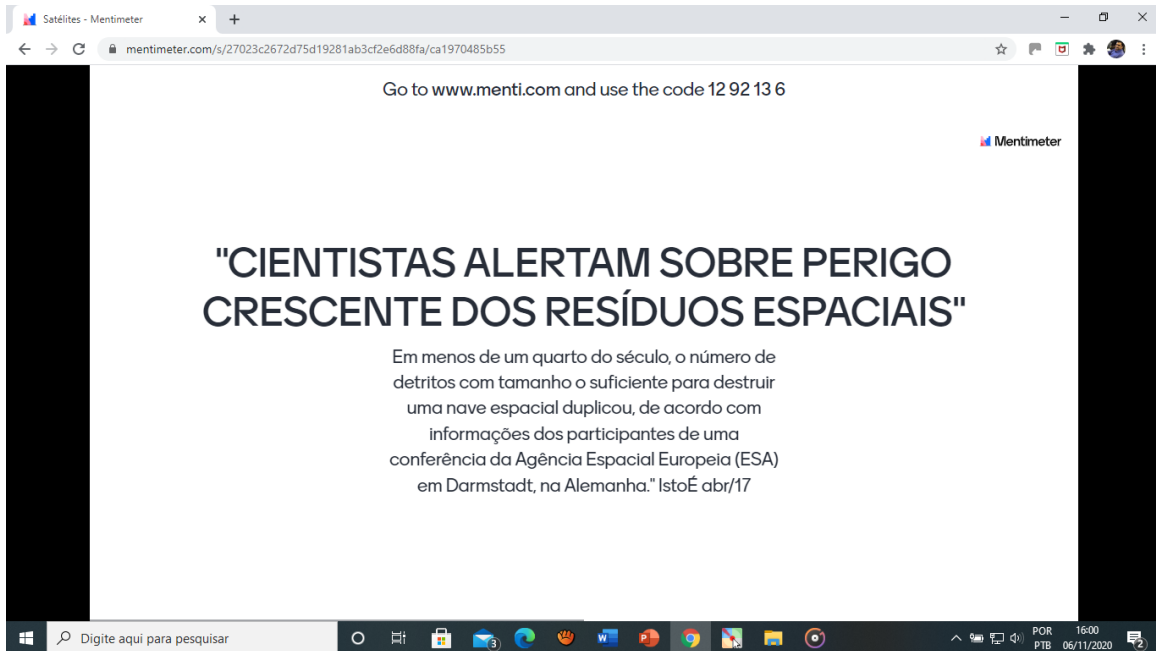 Satélites - Mentimeter
mentimeter.com/s/27023c2672d75d19281ab3cf2e6d88fa/ca1970485b55
Go to www.menti.com and use the code 12 92 13 6
Mentimeter
"CIENTISTAS ALERTAM SOBRE PERIGO
CRESCENTE DOS RESÍDUOS ESPACIAIS"
Em menos de um quarto do século, o número de
detritos com tamanho o suficiente para destruir
uma nave espacial duplicou, de acordo com
informações dos participantes de uma
conferência da Agência Espacial Europeia (ESA)
em Darmstadt, na Alemanha." IstoÉ abr/17
Digite aqui para pesquisar
3
POR
PTB
16:00
06/11/2020
2